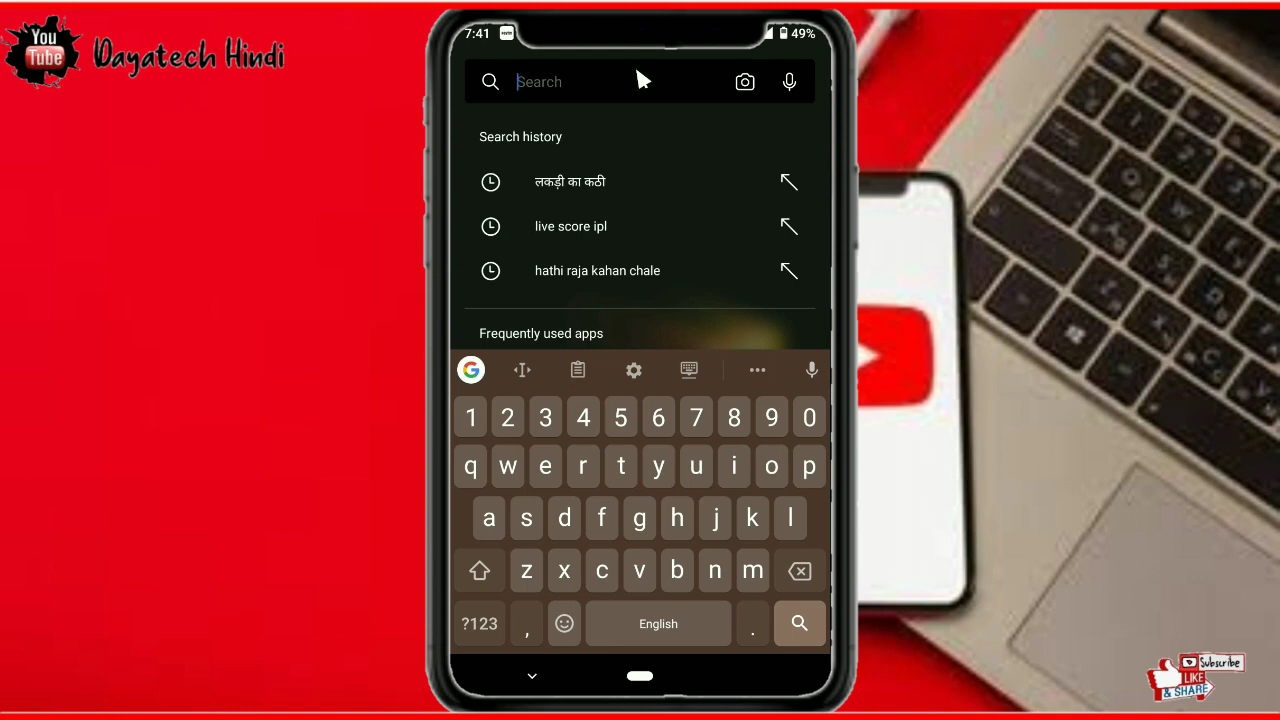 You
Tube
Dayatech Hindi
7:41
49%
Search
Search history
लकड़ी का कठी
live score ipl
hathi raja kahan chale
Frequently used apps
G
1 2 3 4 5 6 7 8 9 0
q w e r t y u i o p
a s d f g h j k l
z x c v b n m
?123 , English .
Subscribe
LIKE
& SHARE